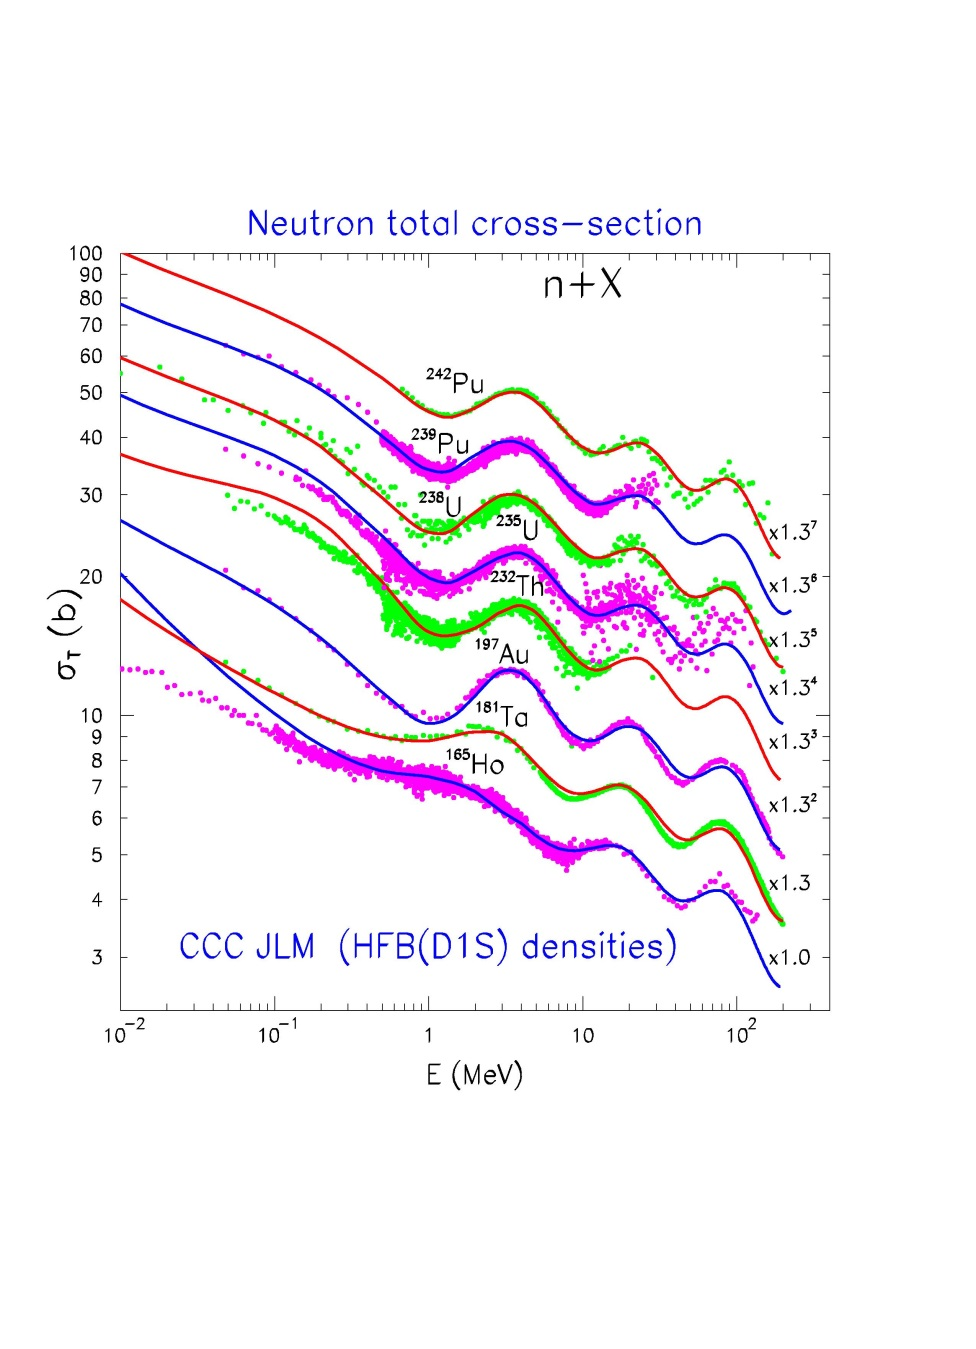 Neutron total cross-section
n+X
100
90
80
70
60
50
40
30
20
10
9
8
7
6
5
4
3
σT (b)
²⁴²Pu
²³⁹Pu
²³⁸U
²³⁵U
²³²Th
¹⁹⁷Au
¹⁸¹Ta
¹⁶⁵Ho
x1.3⁷
x1.3⁶
x1.3⁵
x1.3⁴
x1.3³
x1.3²
x1.3
x1.0
CCC JLM (HFB(D1S) densities)
10⁻² 10⁻¹ 1 10 10²
E (MeV)